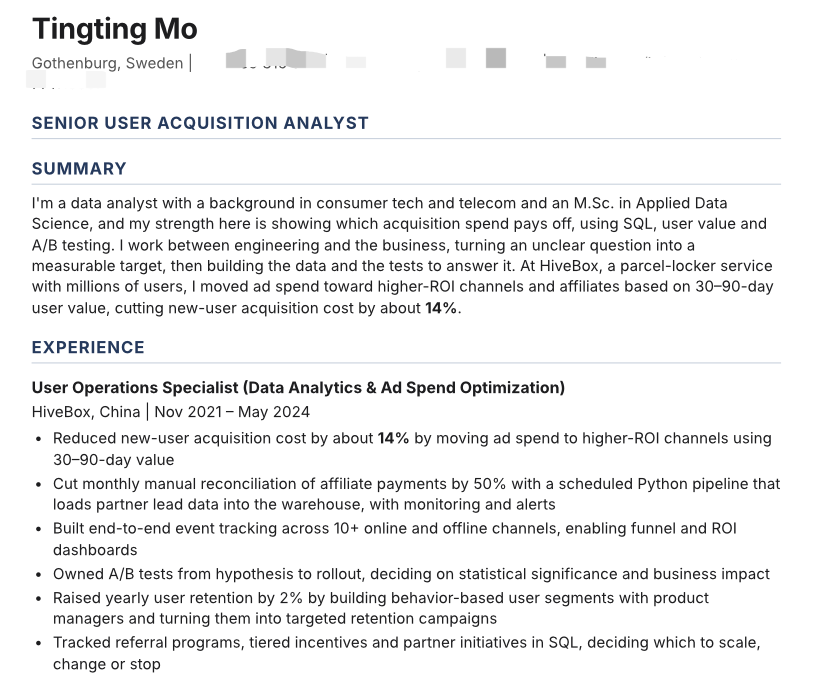 Tingting Mo
Gothenburg, Sweden |
SENIOR USER ACQUISITION ANALYST
SUMMARY
I'm a data analyst with a background in consumer tech and telecom and an M.Sc. in Applied Data
Science, and my strength here is showing which acquisition spend pays off, using SQL, user value and
A/B testing. I work between engineering and the business, turning an unclear question into a
measurable target, then building the data and the tests to answer it. At HiveBox, a parcel-locker service
with millions of users, I moved ad spend toward higher-ROI channels and affiliates based on 30–90-day
user value, cutting new-user acquisition cost by about 14%.
EXPERIENCE
User Operations Specialist (Data Analytics & Ad Spend Optimization)
HiveBox, China | Nov 2021 – May 2024
• Reduced new-user acquisition cost by about 14% by moving ad spend to higher-ROI channels using
30–90-day value
• Cut monthly manual reconciliation of affiliate payments by 50% with a scheduled Python pipeline that
loads partner lead data into the warehouse, with monitoring and alerts
• Built end-to-end event tracking across 10+ online and offline channels, enabling funnel and ROI
dashboards
• Owned A/B tests from hypothesis to rollout, deciding on statistical significance and business impact
• Raised yearly user retention by 2% by building behavior-based user segments with product
managers and turning them into targeted retention campaigns
• Tracked referral programs, tiered incentives and partner initiatives in SQL, deciding which to scale,
change or stop